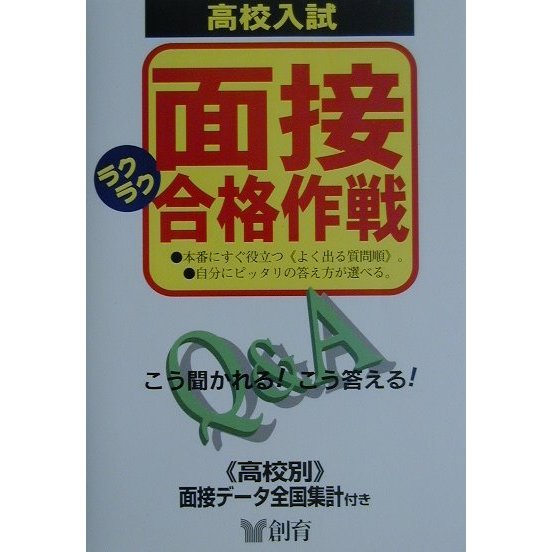 高校入試
ラク
ラク
面接
合格作戦
●本番にすぐ役立つ《よく出る質問順》。
●自分にピッタリの答え方が選べる。
Q&A
こう聞かれる!こう答える!
《高校別》
面接データ全国集計付き
創育